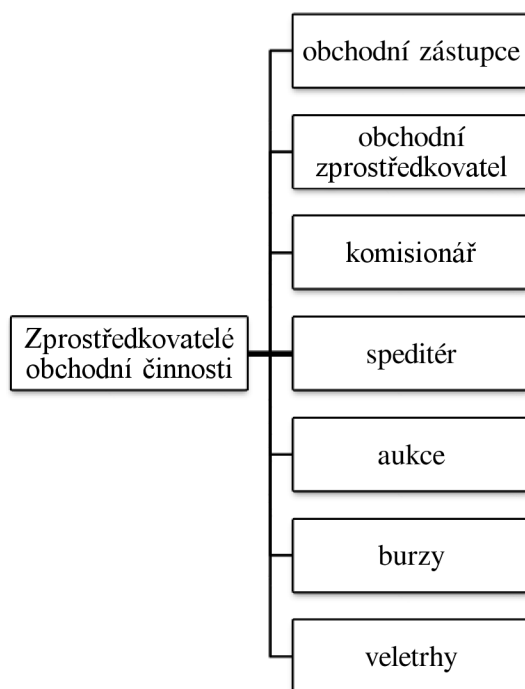 obchodní zástupce
obchodní
zprostředkovatel
komisionář
Zprostředkovatelé
obchodní činnosti
speditér
aukce
burzy
veletrhy